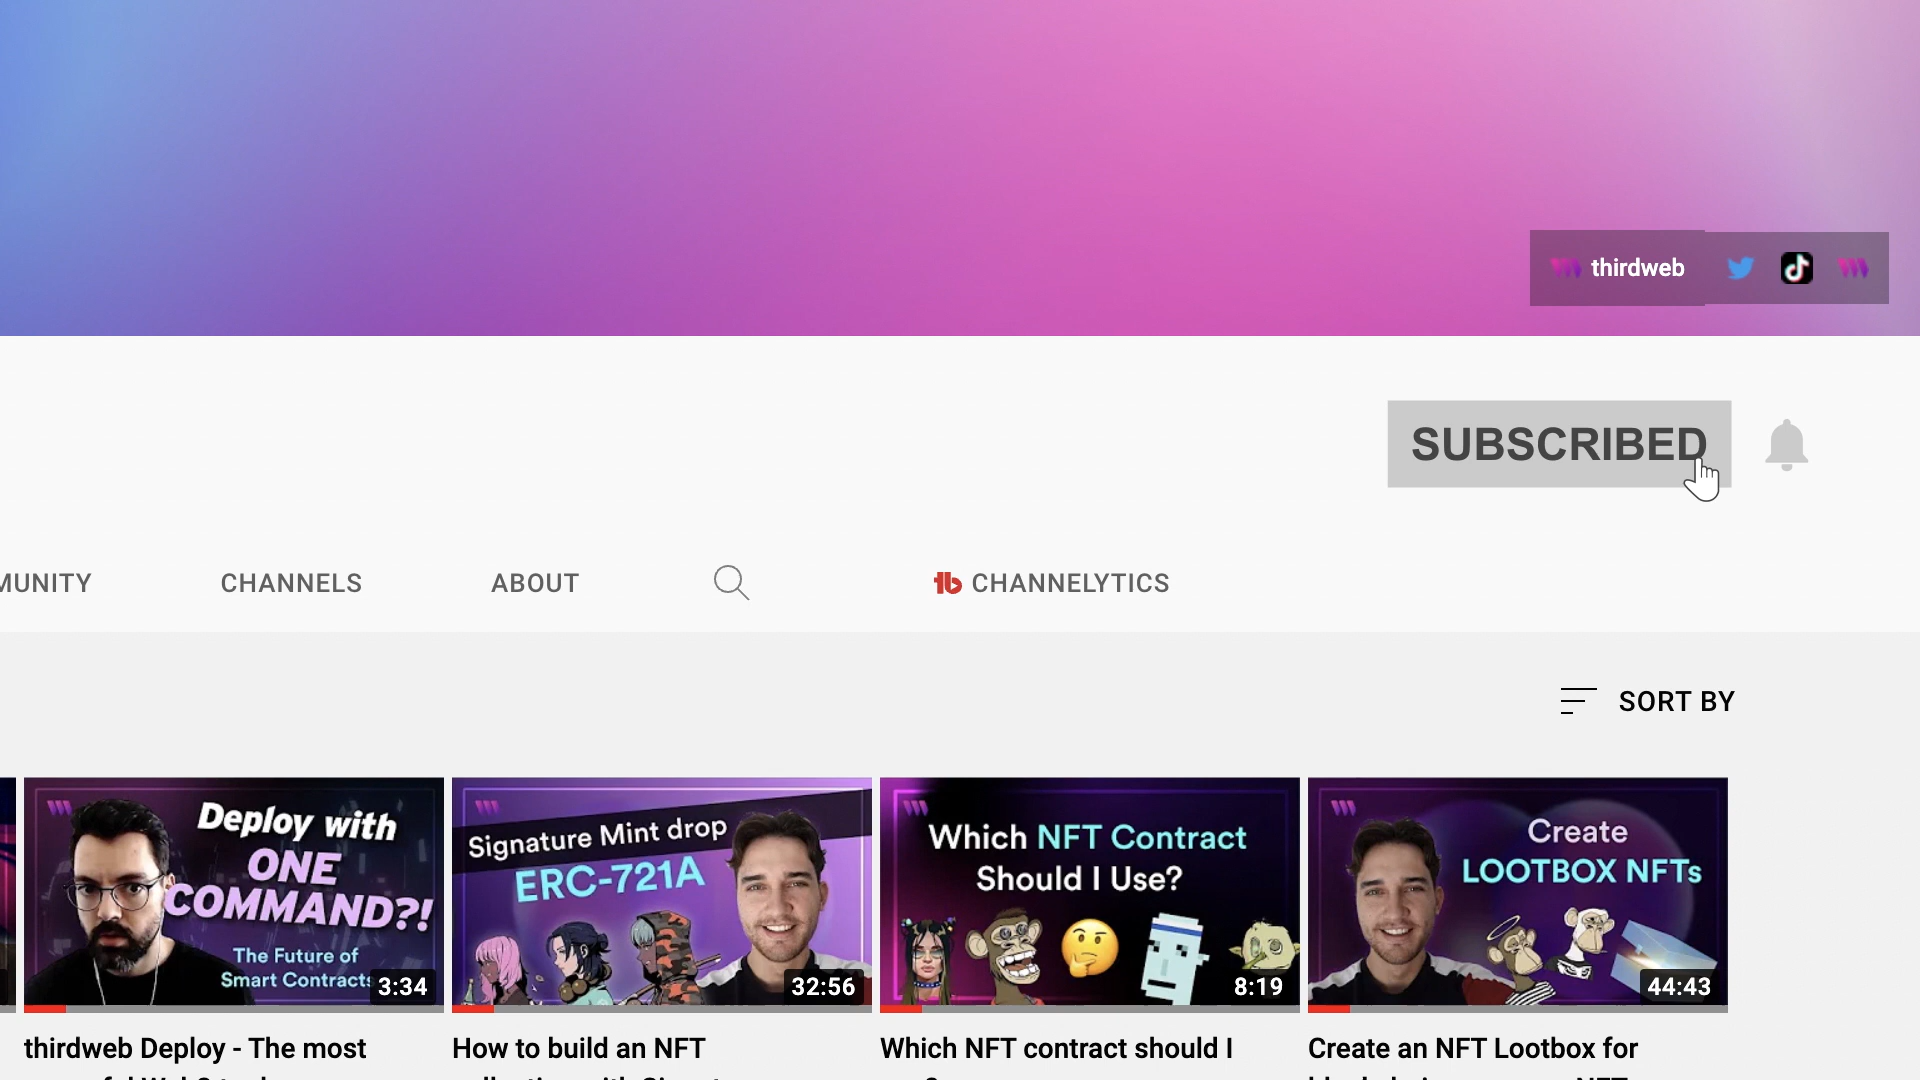 thirdweb
SUBSCRIBED
MUNITY
CHANNELS
ABOUT
CHANNELYTICS
SORT BY
Deploy with
ONE
COMMAND?!
The Future of
Smart Contracts
3:34
Signature Mint drop
ERC-721A
32:56
Which NFT Contract
Should I Use?
8:19
Create
LOOTBOX NFTs
44:43
thirdweb Deploy - The most
How to build an NFT
Which NFT contract should I
Create an NFT Lootbox for